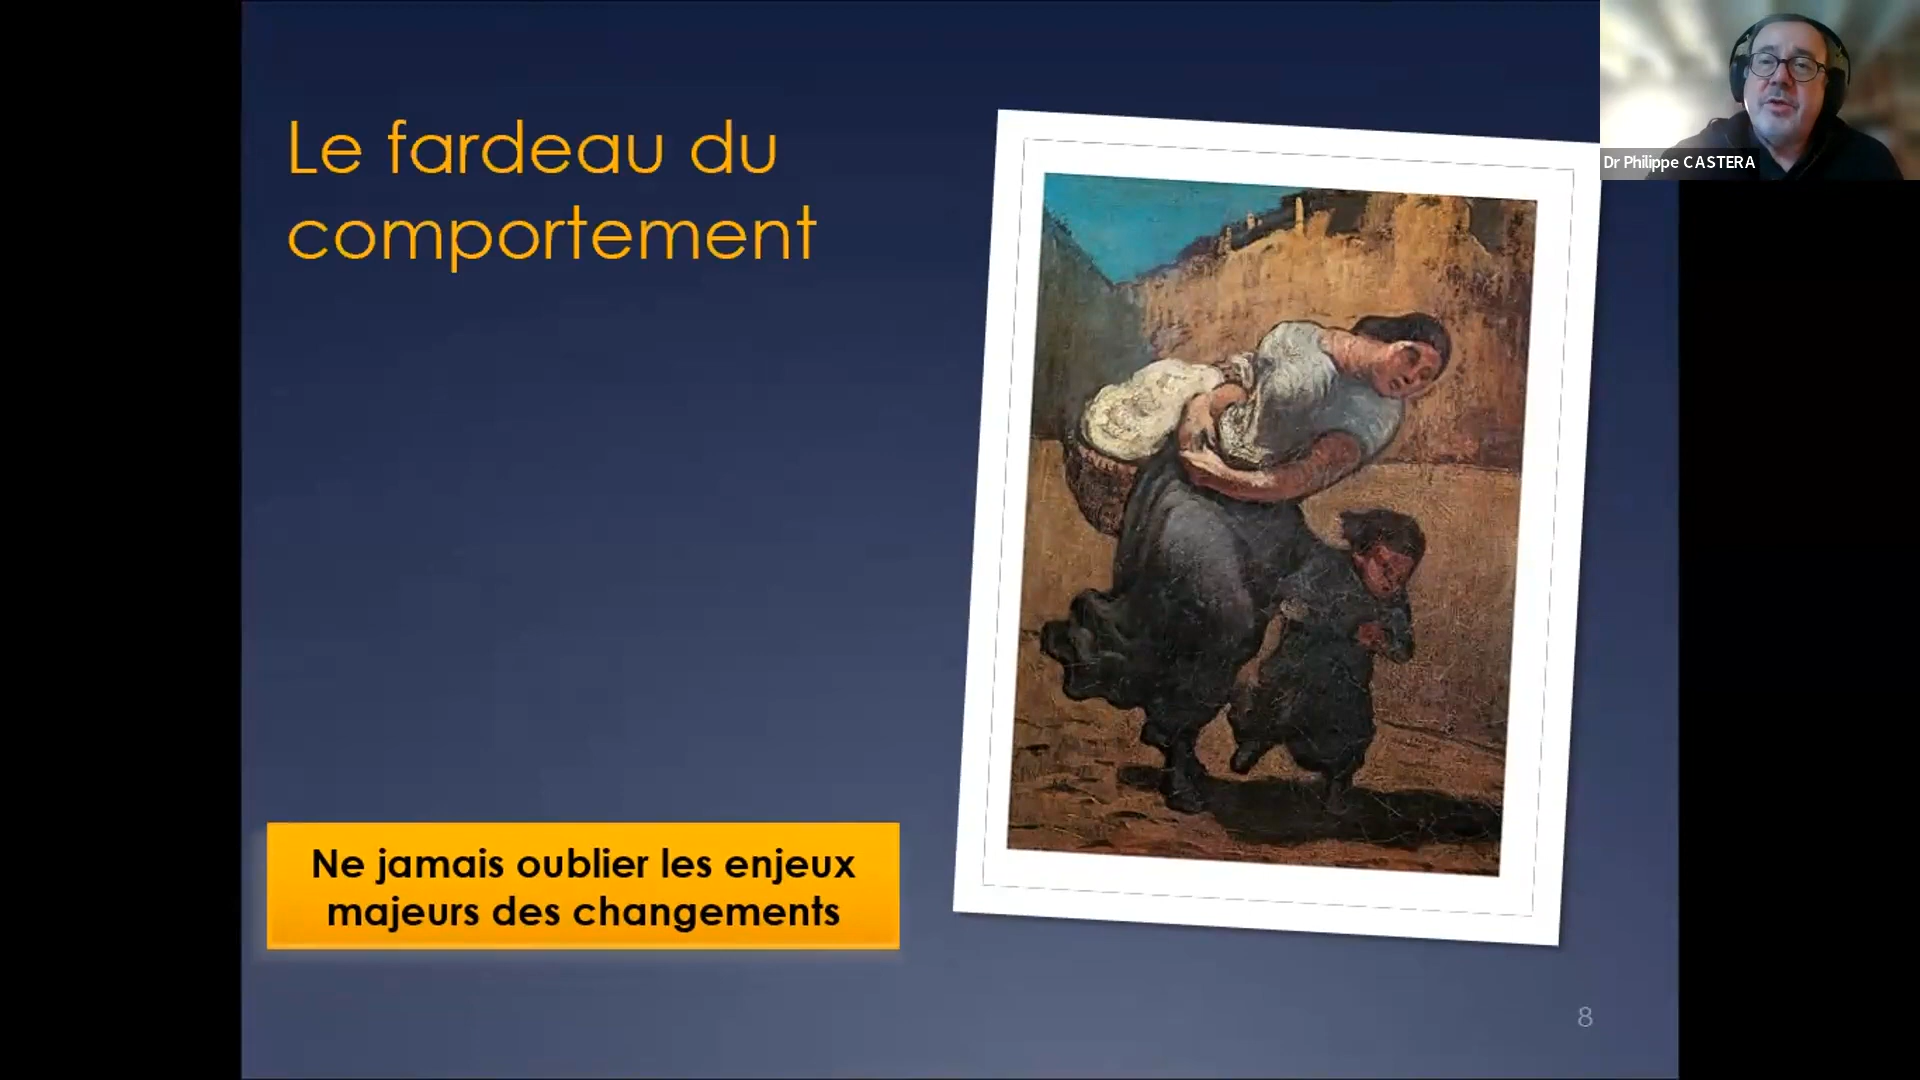 Le fardeau du
comportement
Dr Philippe CASTERA
Ne jamais oublier les enjeux
majeurs des changements
8